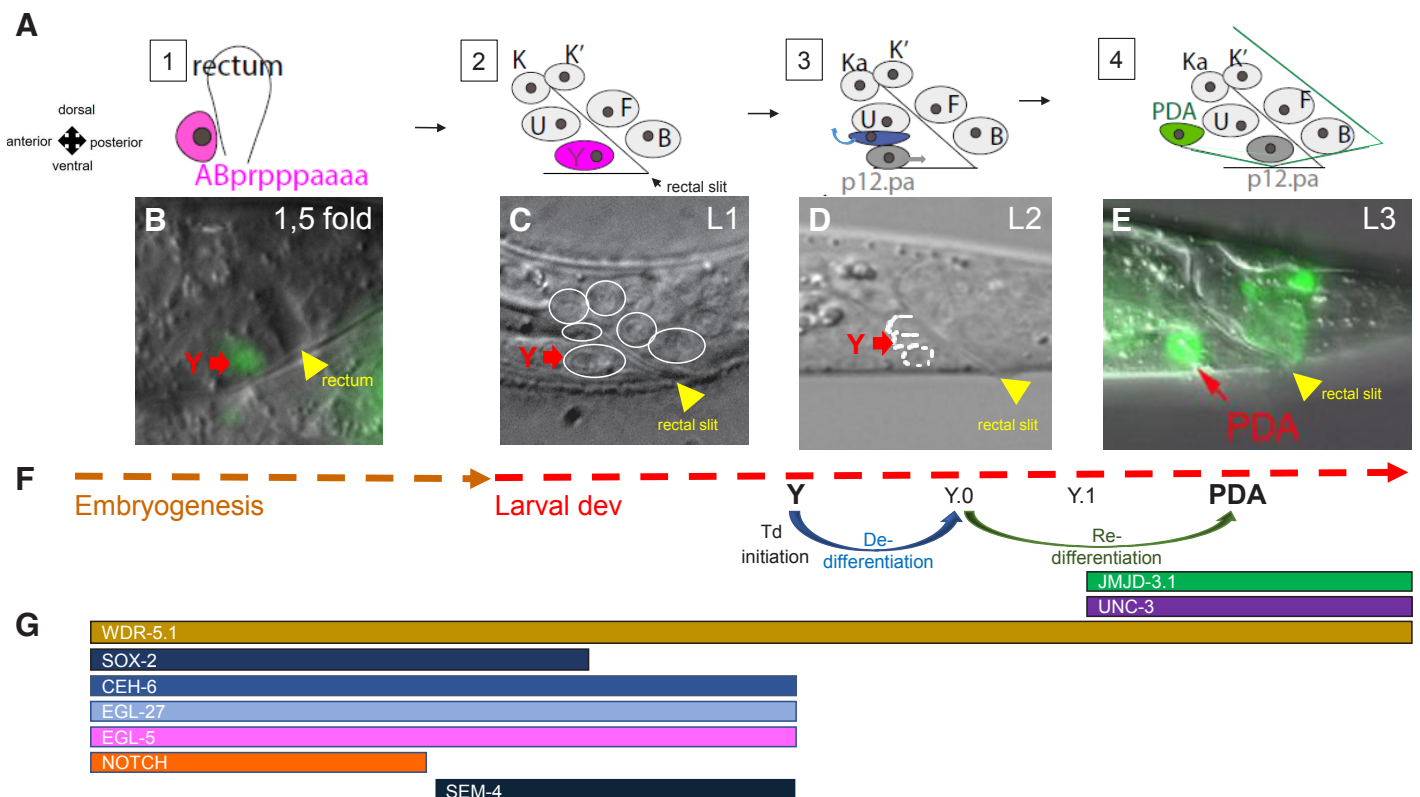 A
1
rectum
dorsal
anterior
posterior
ventral
ABprpppaaaa
2
K
K'
U
F
B
Y
rectal slit
3
Ka
K'
U
F
B
p12.pa
4
Ka
K'
PDA
U
F
B
p12.pa
B
1,5 fold
Y
rectum
C
L1
Y
rectal slit
D
L2
Y
rectal slit
E
L3
PDA
rectal slit
F
Embryogenesis
Larval dev
Y
Y.0
Y.1
PDA
Td
initiation
De-
differentiation
Re-
differentiation
JMJD-3.1
UNC-3
G
WDR-5.1
SOX-2
CEH-6
EGL-27
EGL-5
NOTCH
SEM-4